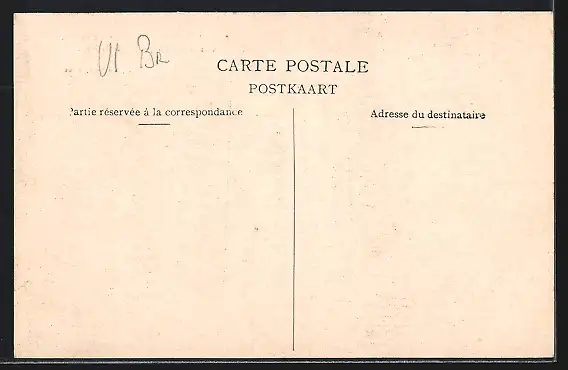 CARTE POSTALE
POSTKAART
Partie réservée à la correspondance
Adresse du destinataire